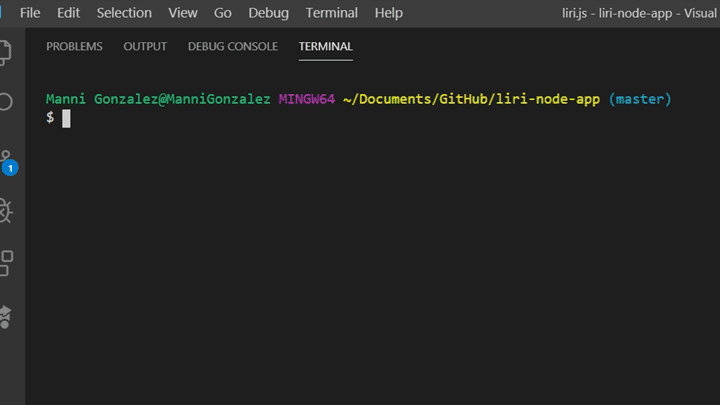 File Edit Selection View Go Debug Terminal Help liri.js - liri-node-app - Visual
PROBLEMS OUTPUT DEBUG CONSOLE TERMINAL
Manni Gonzalez@ManniGonzalez MINGW64 ~/Documents/GitHub/liri-node-app (master)
$
1